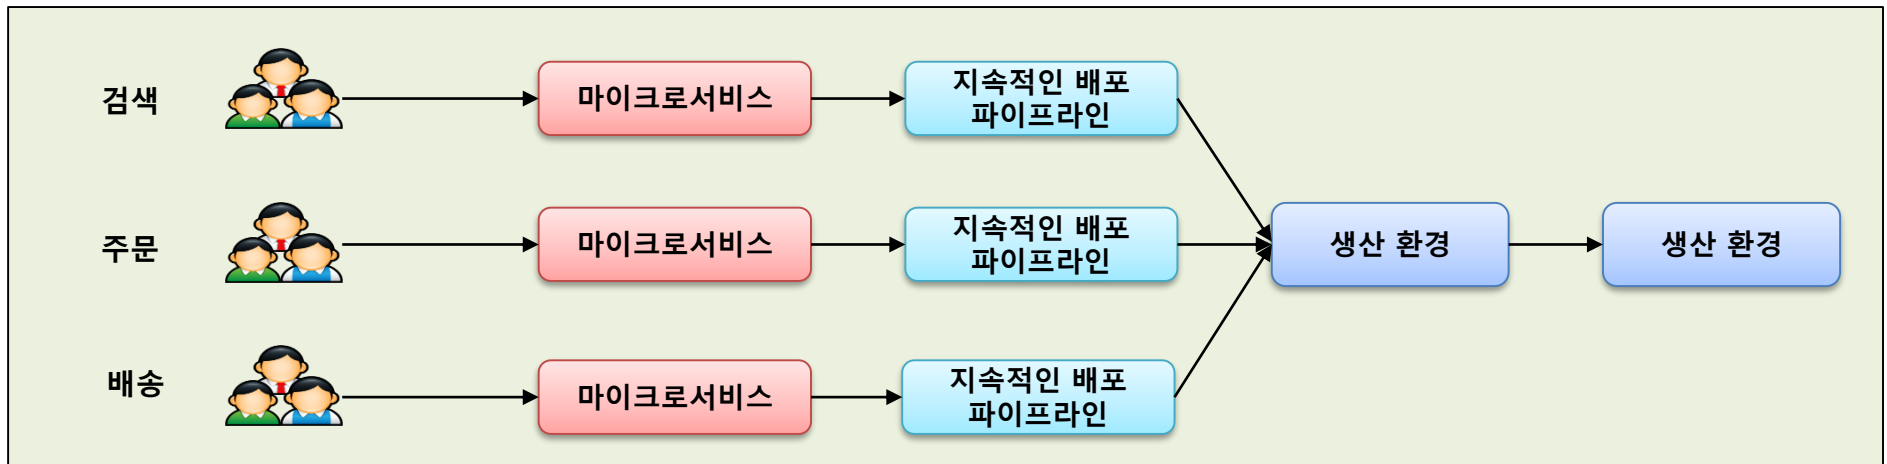 검색
마이크로서비스
지속적인 배포
파이프라인
주문
마이크로서비스
지속적인 배포
파이프라인
생산 환경
생산 환경
배송
마이크로서비스
지속적인 배포
파이프라인